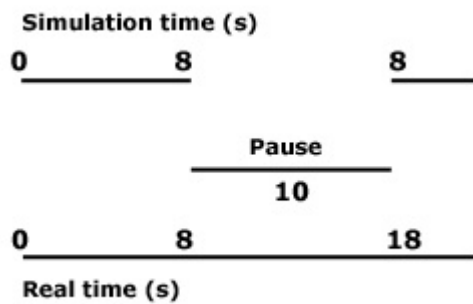 Simulation time (s)
0 8 8
Pause
10
0 8 18
Real time (s)